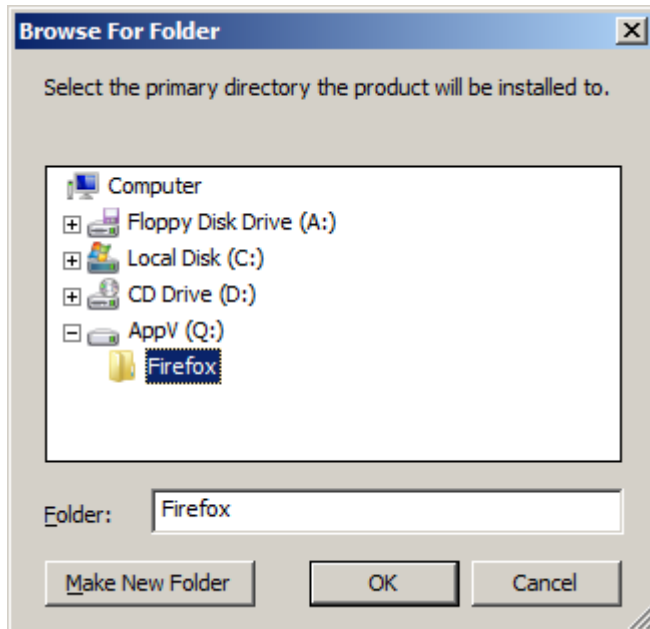 Browse For Folder
Select the primary directory the product will be installed to.
Computer
Floppy Disk Drive (A:)
Local Disk (C:)
CD Drive (D:)
AppV (Q:)
Firefox
Folder: Firefox
Make New Folder OK Cancel